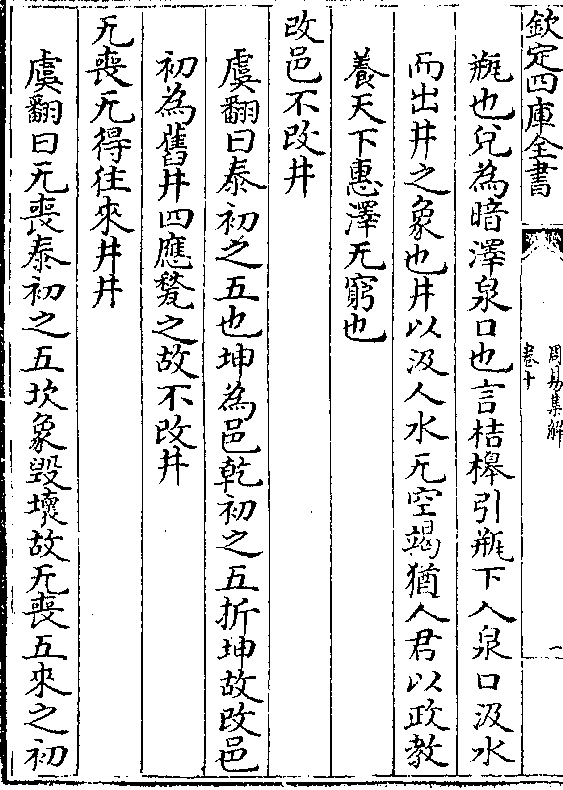 欽定四庫全書
周易集解
卷十
一
瓶也兌為暗澤泉口也言桔槹引瓶下入泉口汲水
而出井之象也井以汲人水无空竭猶人君以政教
養天下惠澤无窮也
改邑不改井
虞翻曰泰初之五也坤為邑乾初之五折坤故改邑
初為舊井四應甃之故不改井
无喪无得往來井井
虞翻曰无喪泰初之五坎象毀壞故无喪五來之初